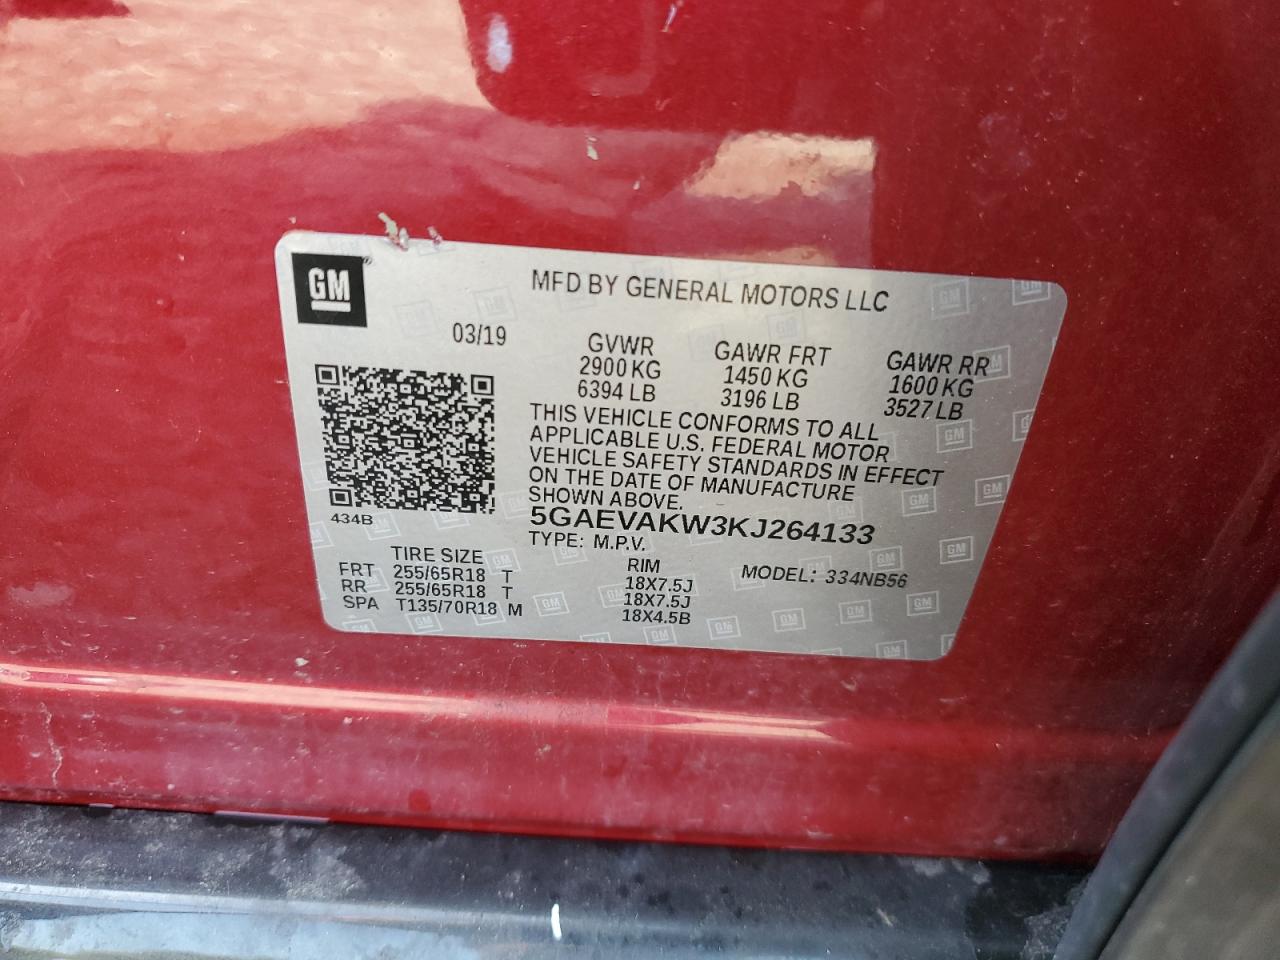 GM
MFD BY GENERAL MOTORS LLC
03/19
GVWR GAWR FRT GAWR RR
2900 KG 1450 KG 1600 KG
6394 LB 3196 LB 3527 LB
THIS VEHICLE CONFORMS TO ALL
APPLICABLE U.S. FEDERAL MOTOR
VEHICLE SAFETY STANDARDS IN EFFECT
ON THE DATE OF MANUFACTURE
SHOWN ABOVE.
434B
5GAEVAKW3KJ264133
TYPE: M.P.V.
MODEL: 334NB56
TIRE SIZE RIM
FRT 255/65R18 T 18X7.5J
RR 255/65R18 T 18X7.5J
SPA T135/70R18 M 18X4.5B